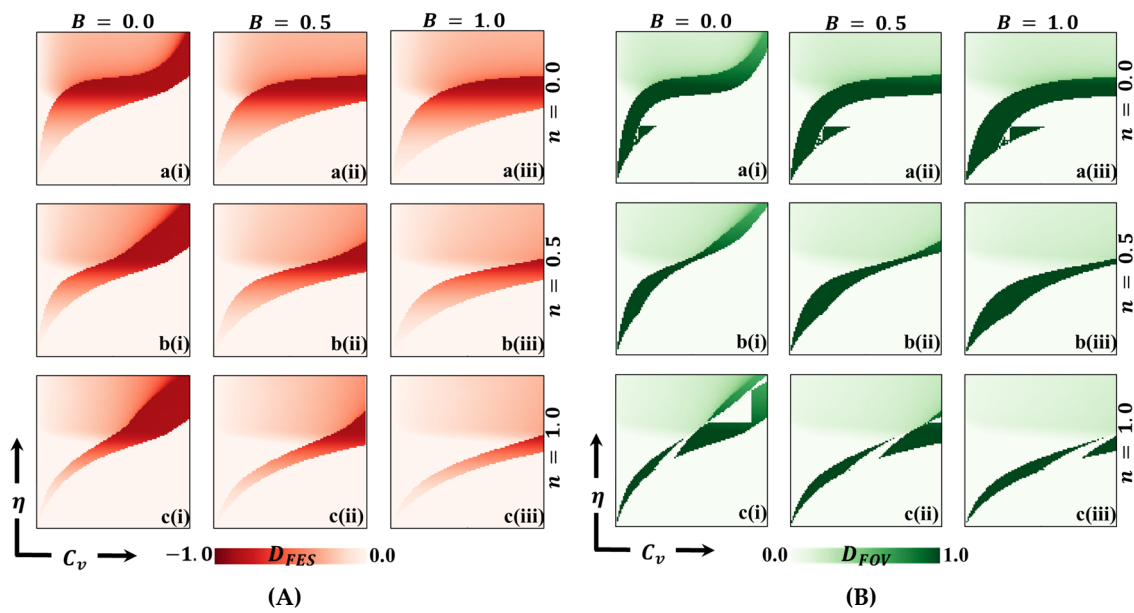 B = 0.0 B = 0.5 B = 1.0
a(i) a(ii) a(iii) n = 0.0
b(i) b(ii) b(iii) n = 0.5
c(i) c(ii) c(iii) n = 1.0
η
C_v −1.0 D_FES 0.0
(A)
B = 0.0 B = 0.5 B = 1.0
a(i) a(ii) a(iii) n = 0.0
b(i) b(ii) b(iii) n = 0.5
c(i) c(ii) c(iii) n = 1.0
η
C_v 0.0 D_FOV 1.0
(B)